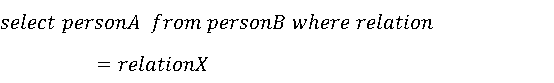 select personA from personB where relation
= relationX